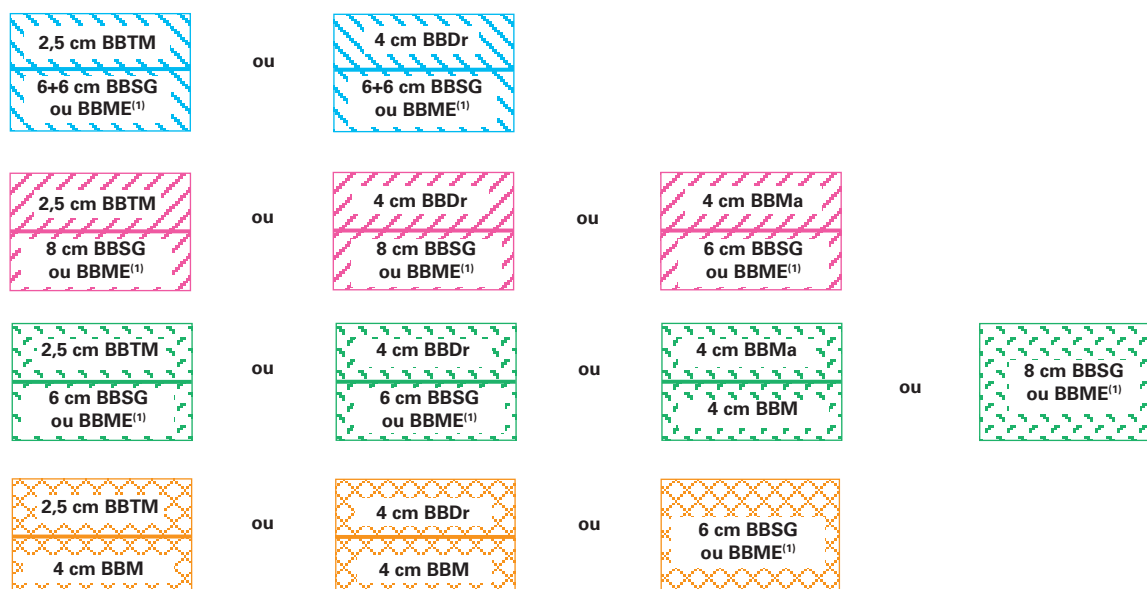 2,5 cm BBTM
6+6 cm BBSG
ou BBME(1)
ou
4 cm BBDr
6+6 cm BBSG
ou BBME(1)
2,5 cm BBTM
8 cm BBSG
ou BBME(1)
ou
4 cm BBDr
8 cm BBSG
ou BBME(1)
ou
4 cm BBMa
6 cm BBSG
ou BBME(1)
2,5 cm BBTM
6 cm BBSG
ou BBME(1)
ou
4 cm BBDr
6 cm BBSG
ou BBME(1)
ou
4 cm BBMa
4 cm BBM
ou
8 cm BBSG
ou BBME(1)
2,5 cm BBTM
4 cm BBM
ou
4 cm BBDr
4 cm BBM
ou
6 cm BBSG
ou BBME(1)